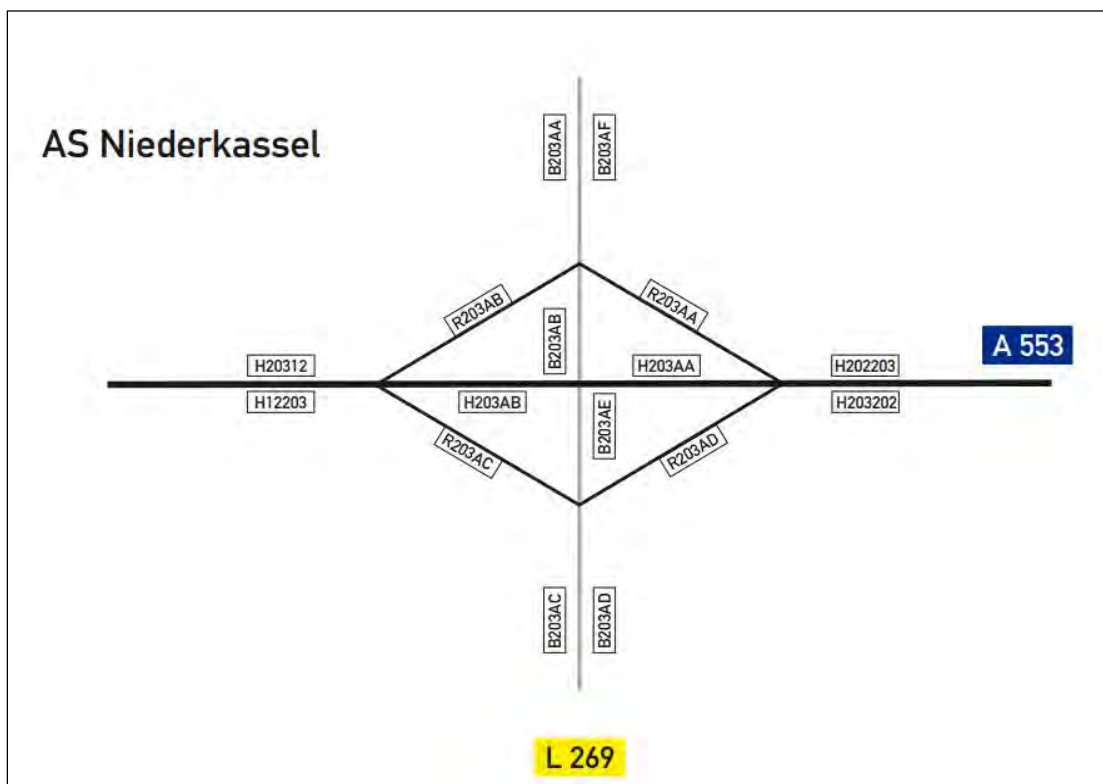 AS Niederkassel
B203AA
B203AF
R203AB
R203AA
B203AB
A 553
H20312
H203AA
H202203
H12203
H203AB
B203AE
H203202
R203AC
R203AD
B203AC
B203AD
L 269